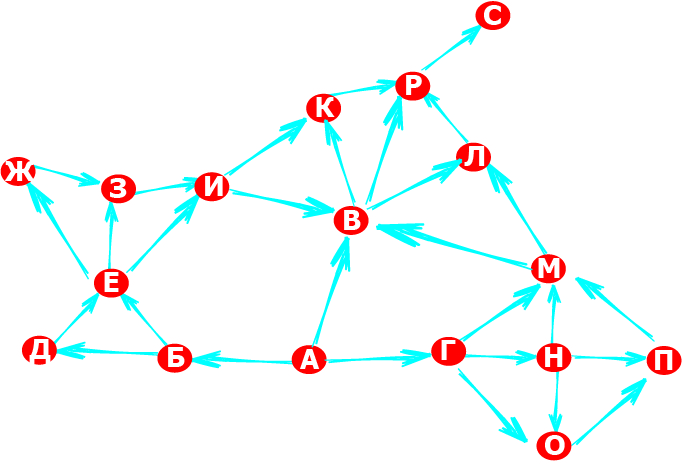 С
Р
К
Л
Ж
З
И
В
М
Е
Д
Б
А
Г
Н
П
О